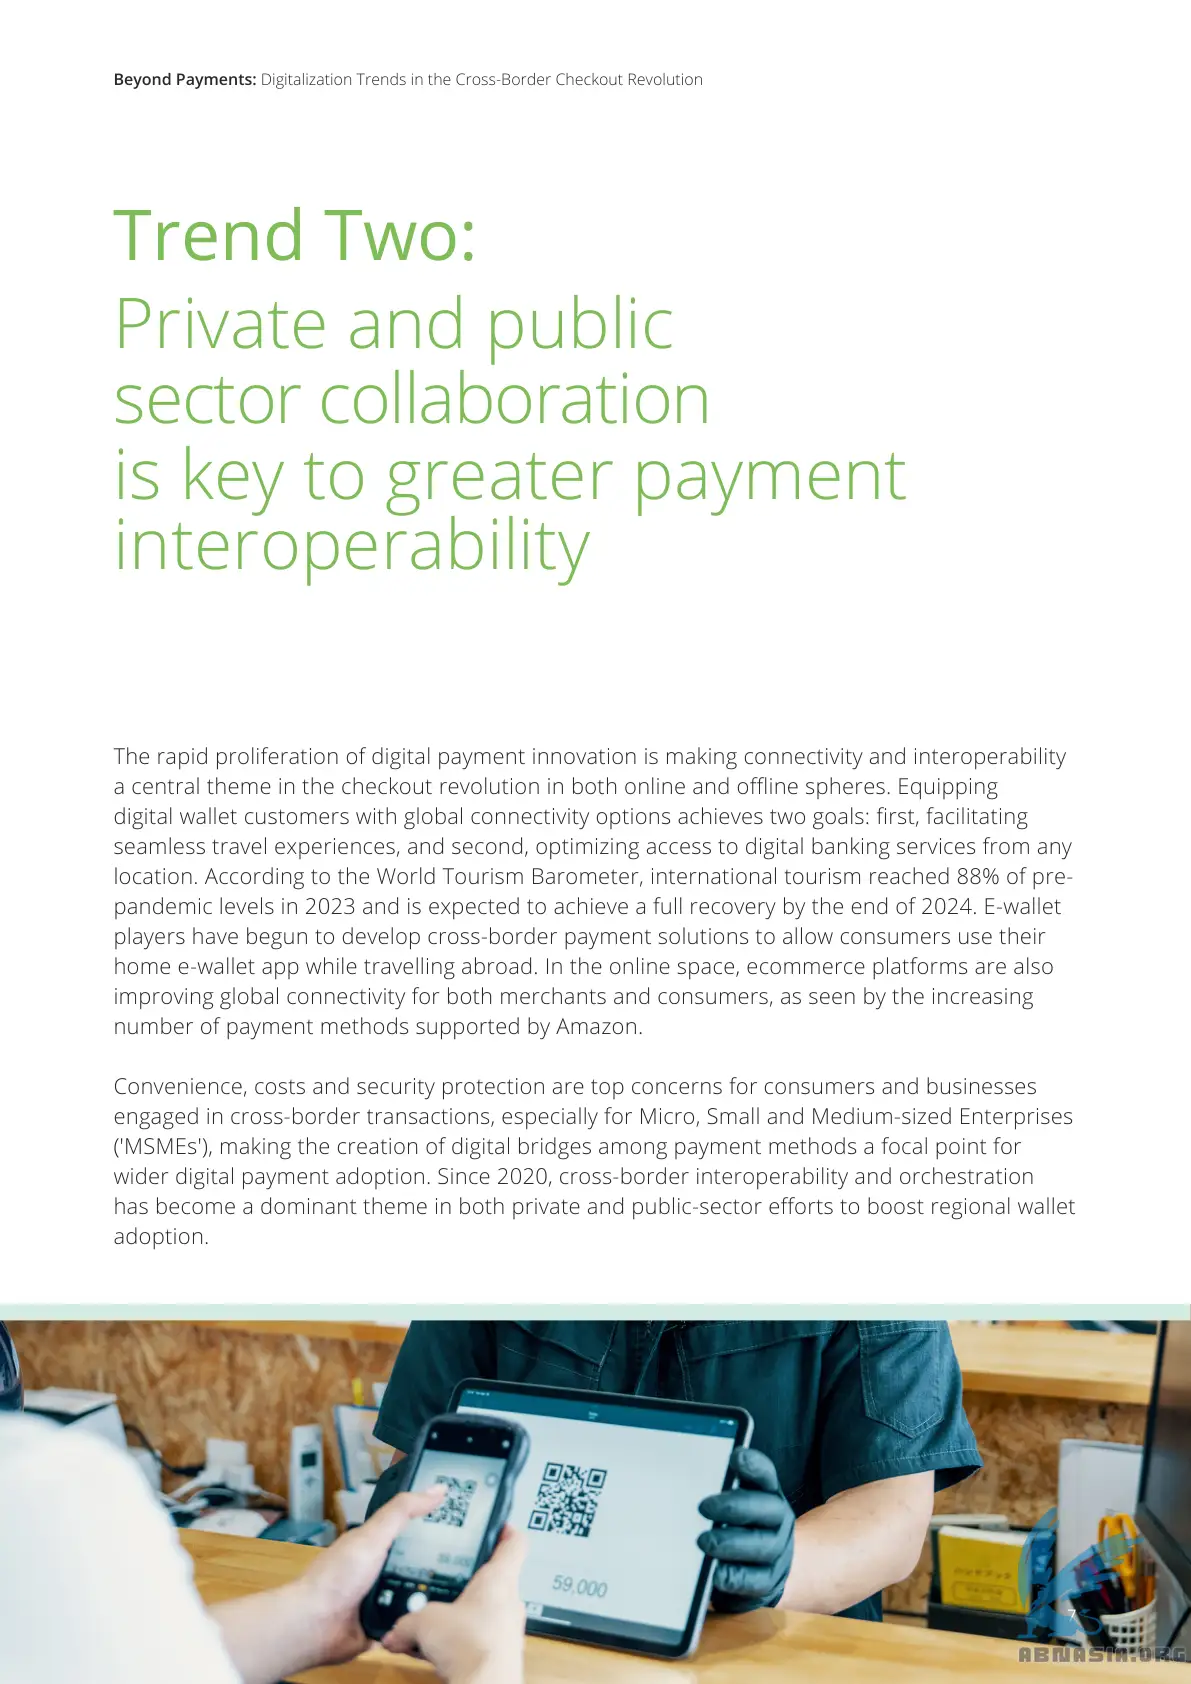 Beyond Payments: Digitalization Trends in the Cross-Border Checkout Revolution
Trend Two:
Private and public
sector collaboration
is key to greater payment
interoperability
The rapid proliferation of digital payment innovation is making connectivity and interoperability
a central theme in the checkout revolution in both online and offline spheres. Equipping
digital wallet customers with global connectivity options achieves two goals: first, facilitating
seamless travel experiences, and second, optimizing access to digital banking services from any
location. According to the World Tourism Barometer, international tourism reached 88% of pre-
pandemic levels in 2023 and is expected to achieve a full recovery by the end of 2024. E-wallet
players have begun to develop cross-border payment solutions to allow consumers use their
home e-wallet app while travelling abroad. In the online space, ecommerce platforms are also
improving global connectivity for both merchants and consumers, as seen by the increasing
number of payment methods supported by Amazon.
Convenience, costs and security protection are top concerns for consumers and businesses
engaged in cross-border transactions, especially for Micro, Small and Medium-sized Enterprises
('MSMEs'), making the creation of digital bridges among payment methods a focal point for
wider digital payment adoption. Since 2020, cross-border interoperability and orchestration
has become a dominant theme in both private and public-sector efforts to boost regional wallet
adoption.
59,000
59,000
7
ABNASIA.ORG